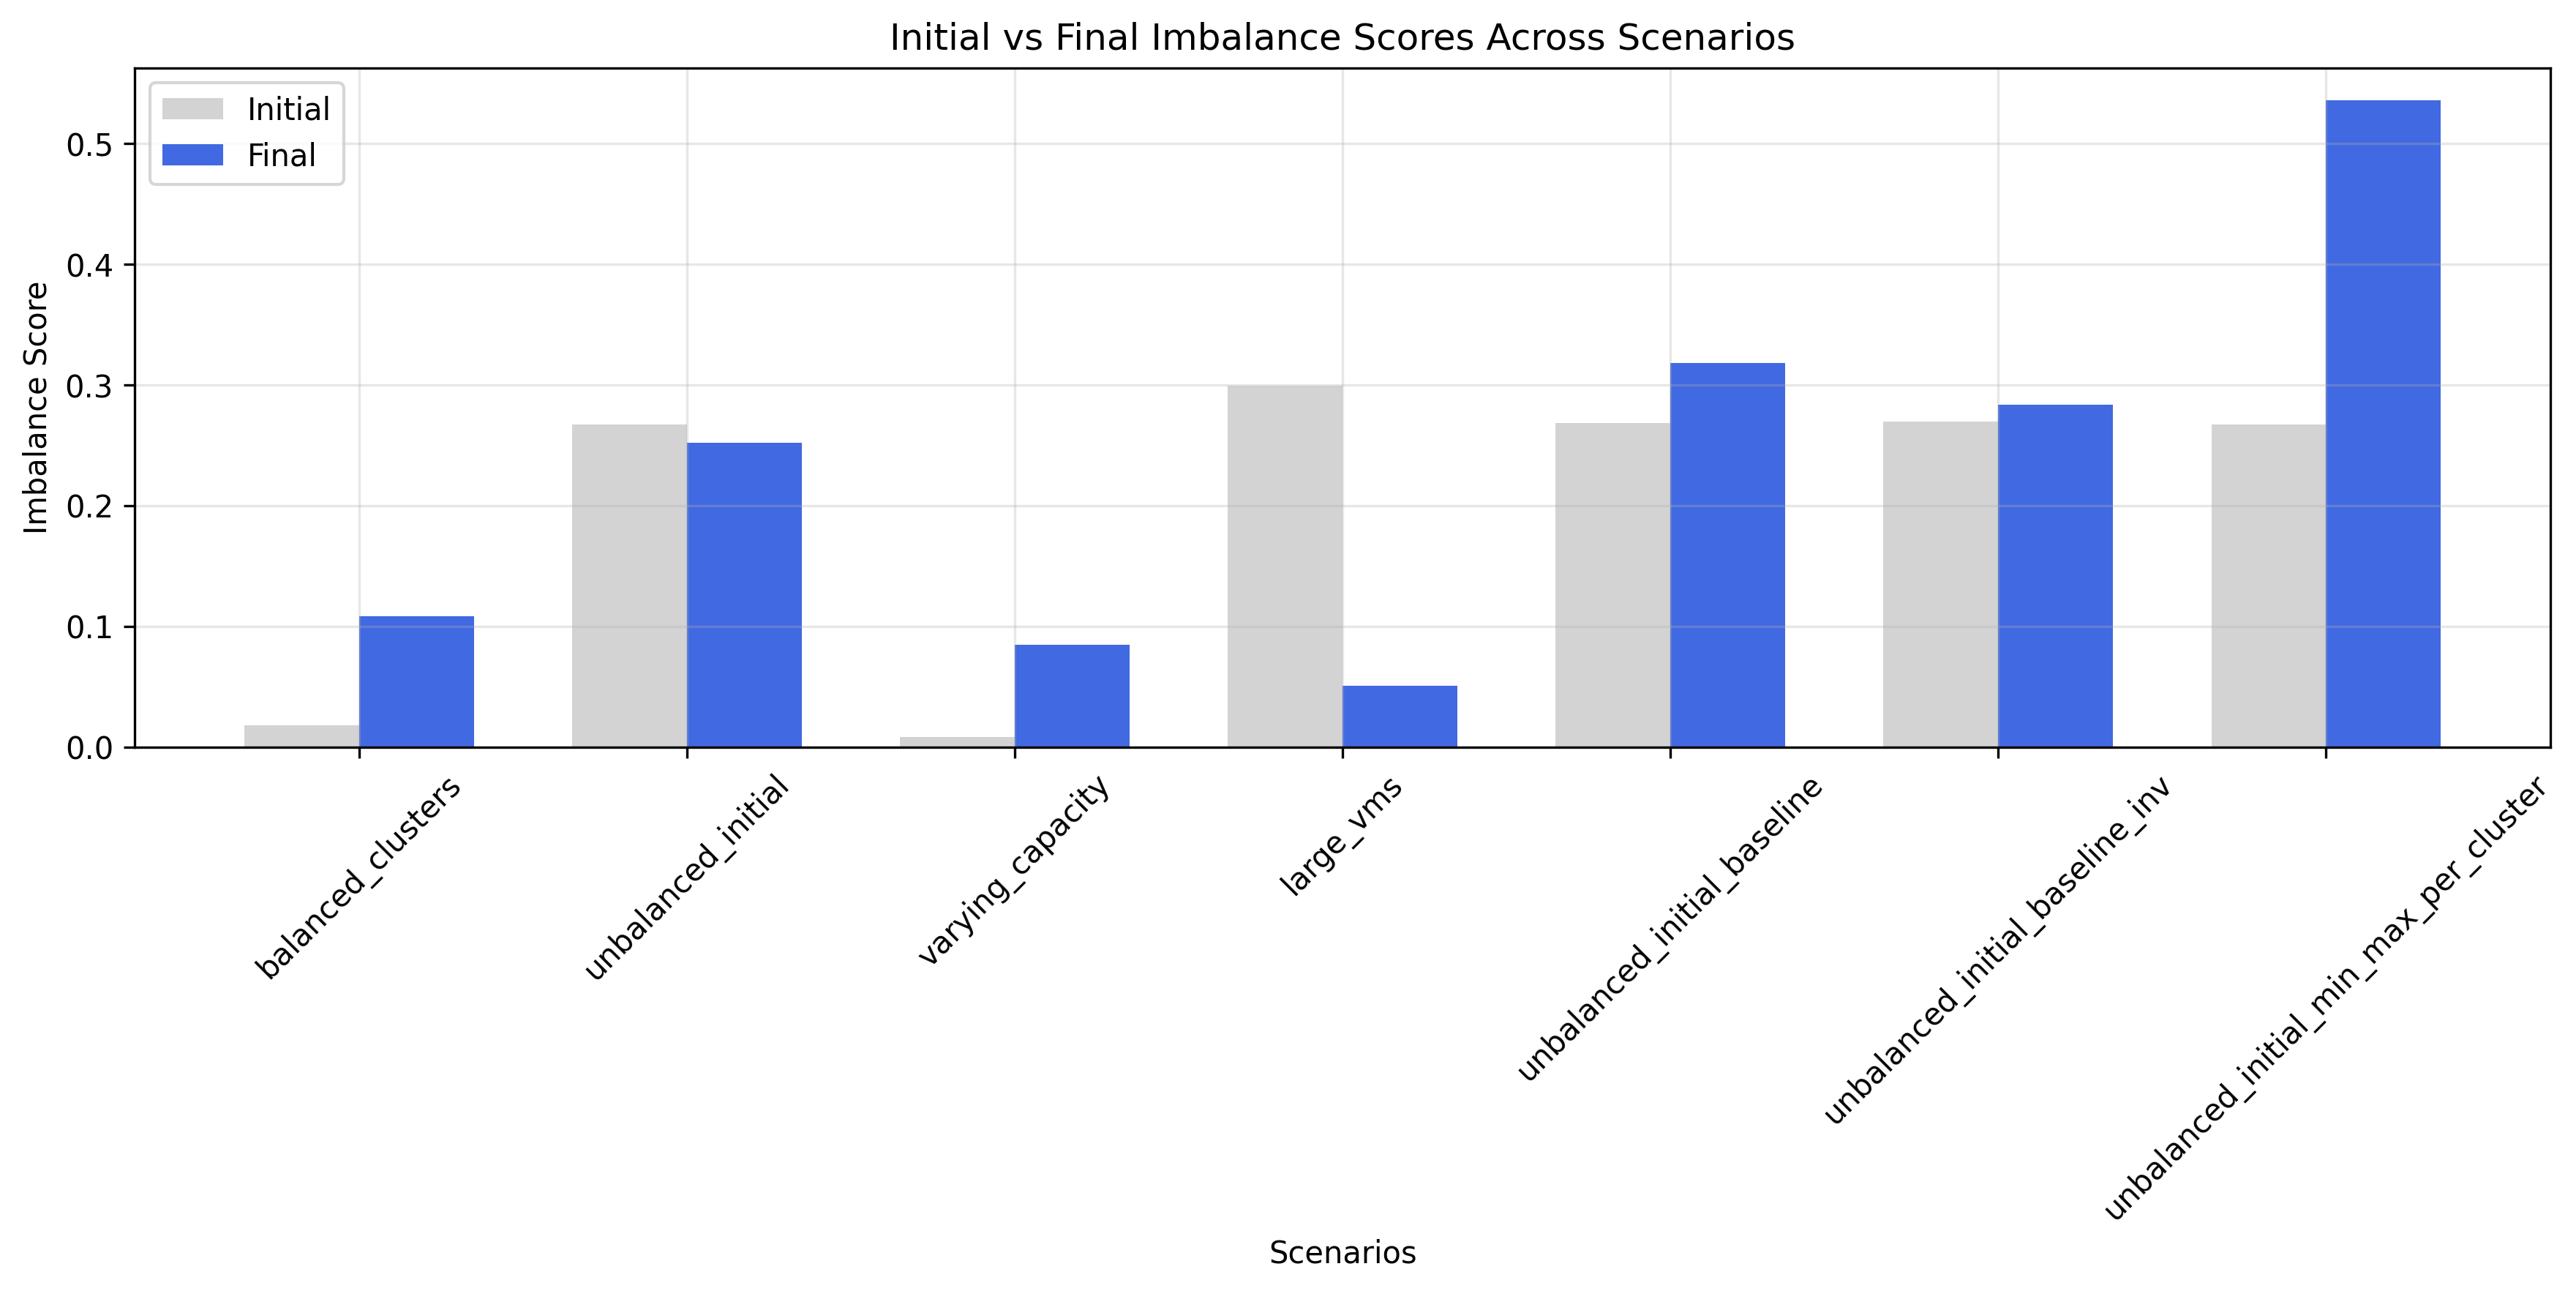 Initial vs Final Imbalance Scores Across Scenarios
Initial
Final
Imbalance Score
0.5
0.4
0.3
0.2
0.1
0.0
balanced_clusters
unbalanced_initial
varying_capacity
large_vms
unbalanced_initial_baseline
unbalanced_initial_baseline_inv
unbalanced_initial_min_max_per_cluster
Scenarios